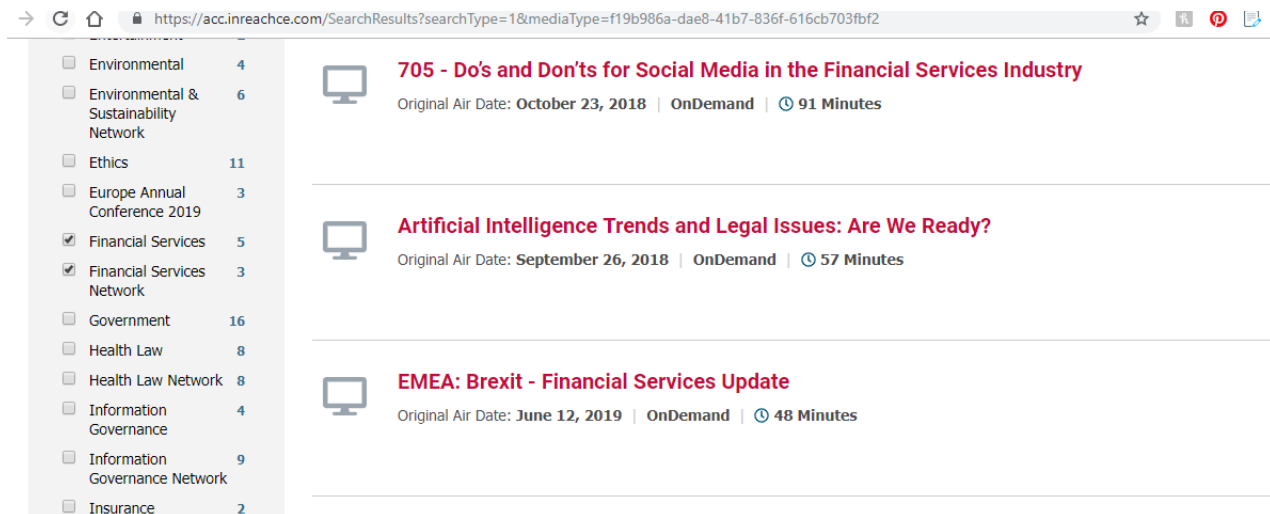 https://acc.inreachce.com/SearchResults?searchType=1&mediaType=f19b986a-dae8-41b7-836f-616cb703fbf2
Environmental 4
Environmental & 6
Sustainability
Network
Ethics 11
Europe Annual 3
Conference 2019
Financial Services 5
Financial Services 3
Network
Government 16
Health Law 8
Health Law Network 8
Information 4
Governance
Information 9
Governance Network
Insurance 2
705 - Do's and Don'ts for Social Media in the Financial Services Industry
Original Air Date: October 23, 2018 | OnDemand | 91 Minutes
Artificial Intelligence Trends and Legal Issues: Are We Ready?
Original Air Date: September 26, 2018 | OnDemand | 57 Minutes
EMEA: Brexit - Financial Services Update
Original Air Date: June 12, 2019 | OnDemand | 48 Minutes